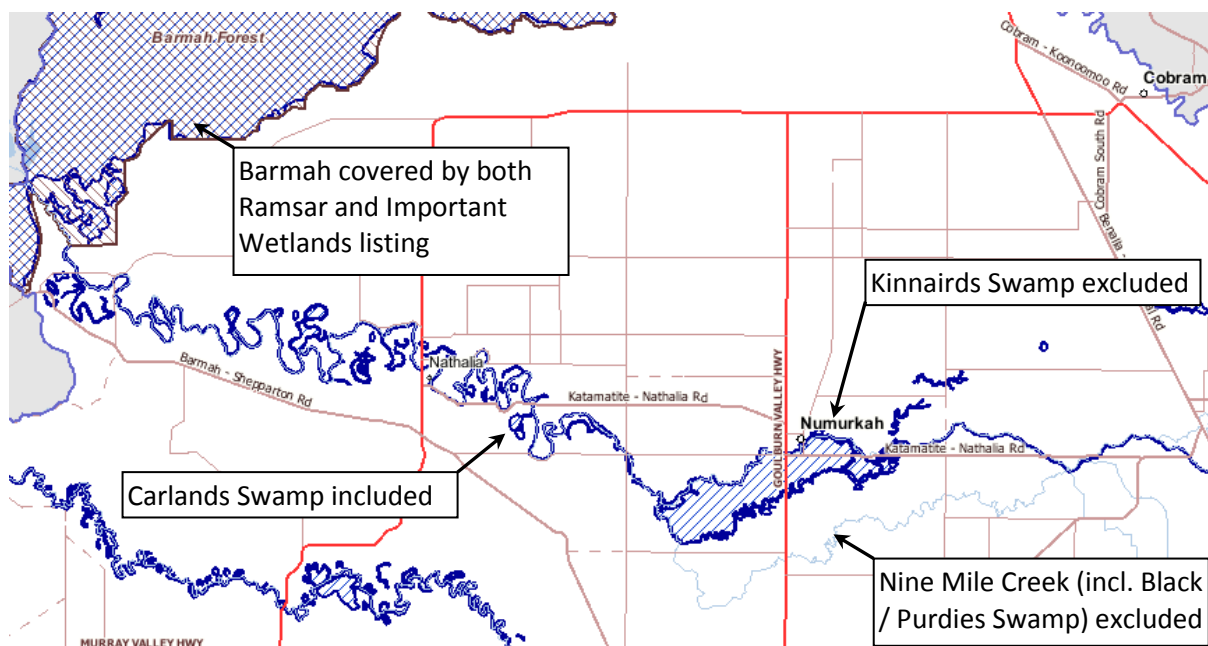 Barmah Forest
Cobram - Koonoomoo Rd
Cobram
Barmah covered by both
Ramsar and Important
Wetlands listing
Cobram South Rd
Benalla -
Kinnairds Swamp excluded
Rd
Nathalia
Barmah - Shepparton Rd
Katamatite - Nathalia Rd
GOULBURN VALLEY HWY
Numurkah
Katamatite - Nathalia Rd
Carlands Swamp included
Nine Mile Creek (incl. Black
/ Purdies Swamp) excluded
MURRAY VALLEY HWY